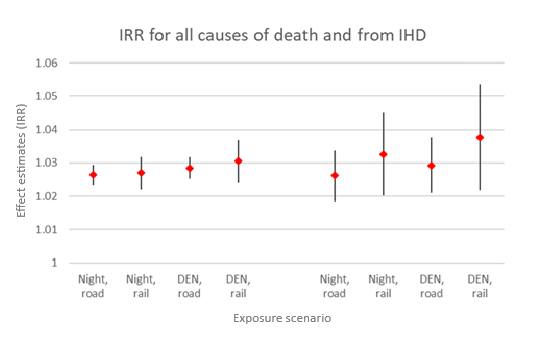 IRR for all causes of death and from IHD
1.06
1.05
1.04
1.03
1.02
1.01
1
Effect estimates (IRR)
Night, road
Night, rail
DEN, road
DEN, rail
Night, road
Night, rail
DEN, road
DEN, rail
Exposure scenario